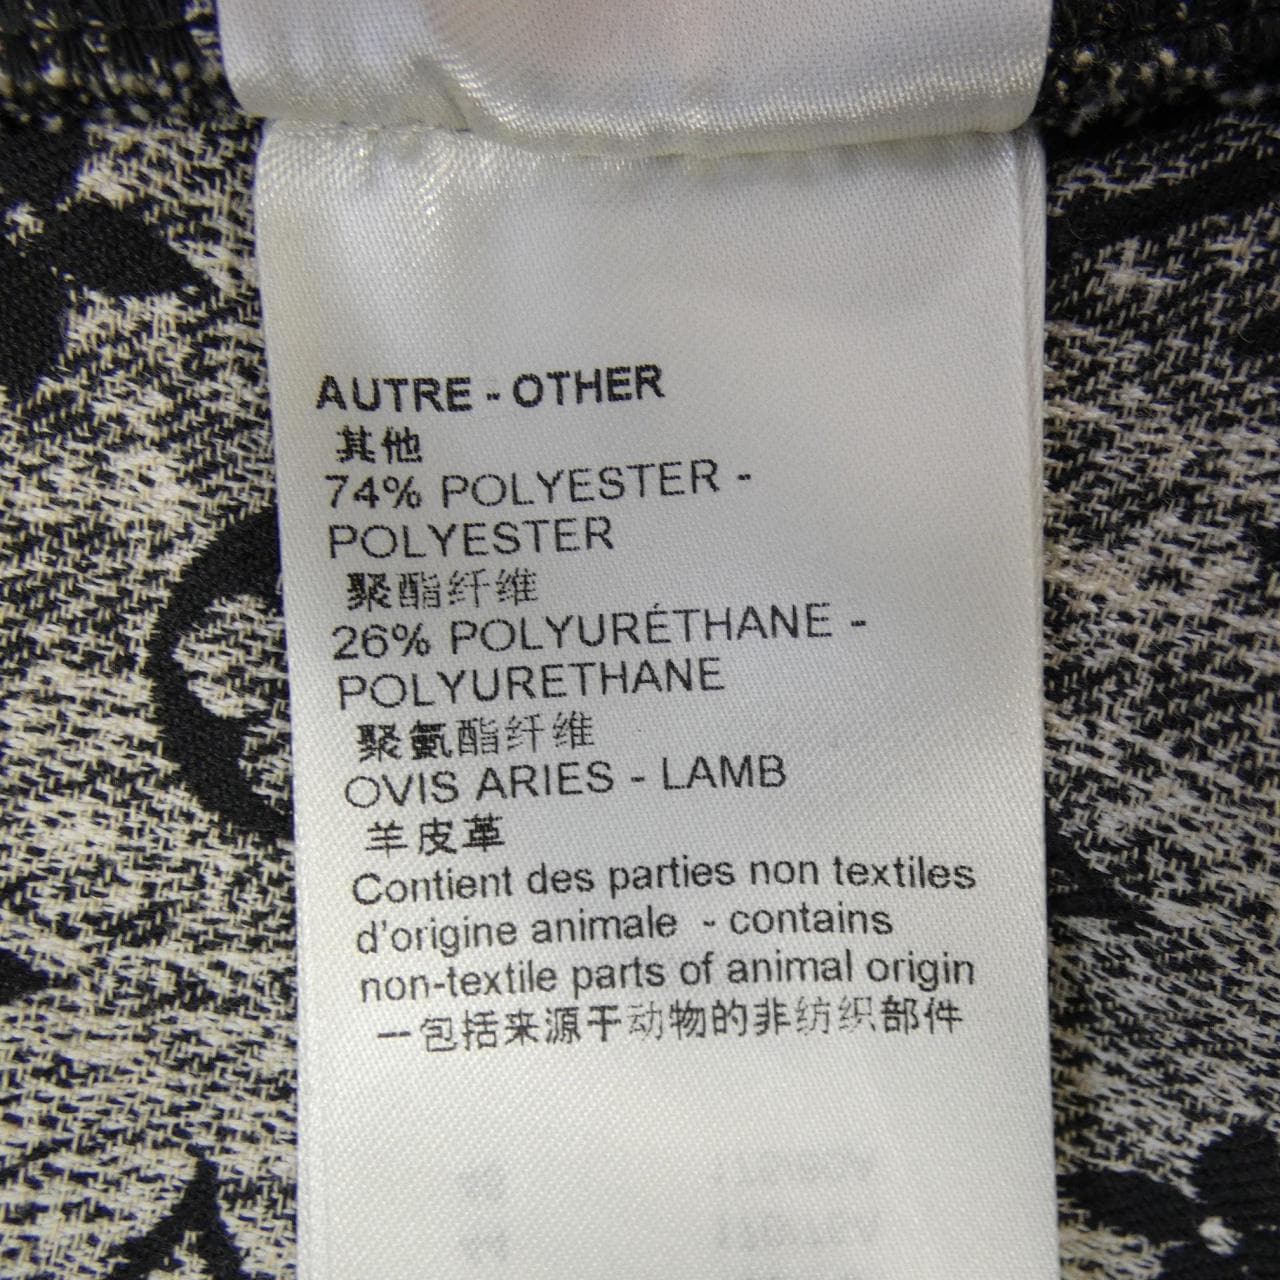 AUTRE - OTHER
其他
74% POLYESTER -
POLYESTER
聚酯纤维
26% POLYURÉTHANE -
POLYURETHANE
聚氨酯纤维
OVIS ARIES - LAMB
羊皮革
Contient des parties non textiles
d'origine animale - contains
non-textile parts of animal origin
一包括来源于动物的非纺织部件